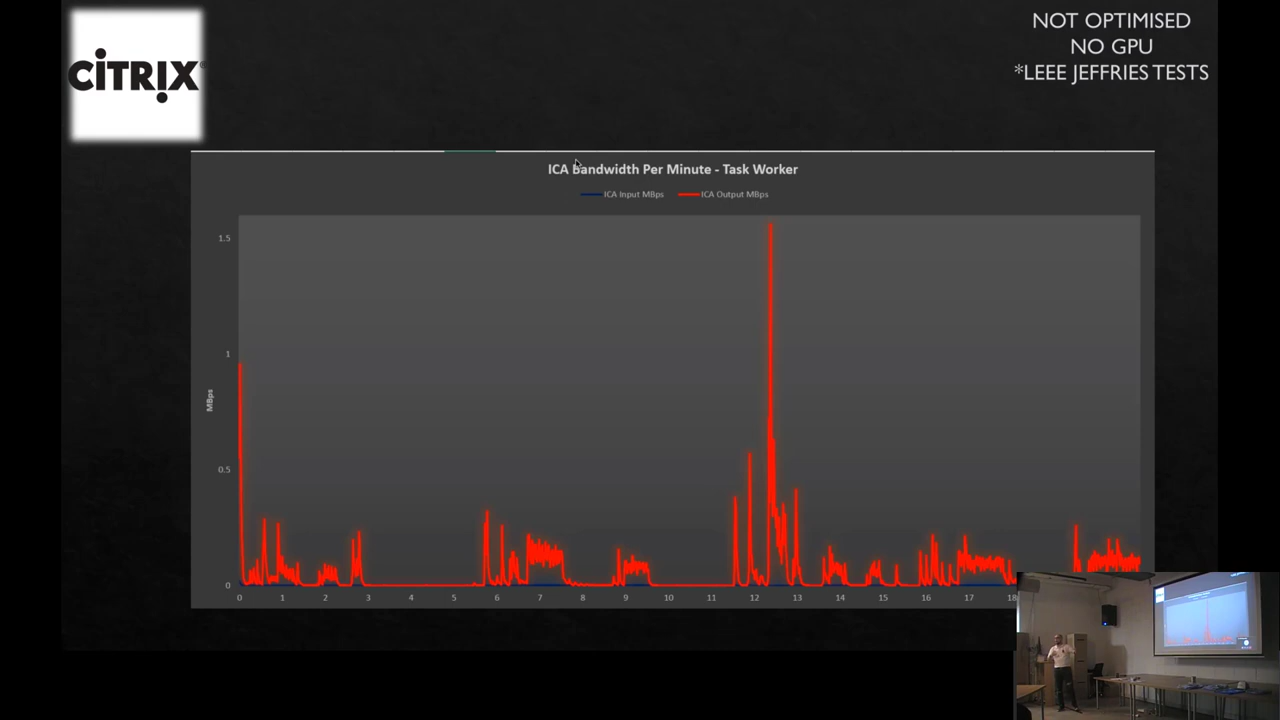 CiTRIX®
NOT OPTIMISED
NO GPU
*LEEE JEFFRIES TESTS
ICA Bandwidth Per Minute - Task Worker
ICA Input MBps
ICA Output MBps
1.5
1
0.5
0
MBps
0 1 2 3 4 5 6 7 8 9 10 11 12 13 14 15 16 17 18